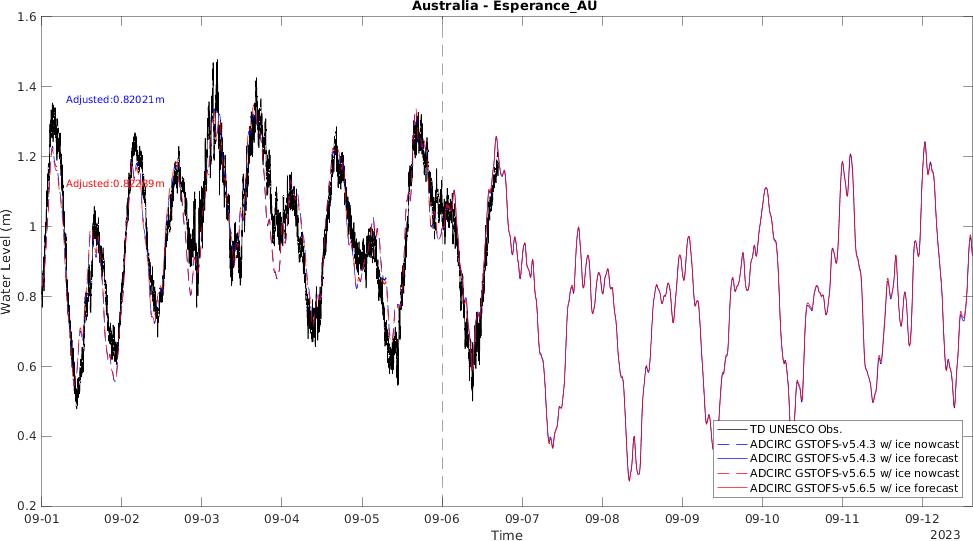 Australia - Esperance_AU
1.6
1.4
1.2
1
0.8
0.6
0.4
0.2
Water Level (m)
Adjusted:0.82021m
Adjusted:0.82289m
TD UNESCO Obs.
ADCIRC GSTOFS-v5.4.3 w/ ice nowcast
ADCIRC GSTOFS-v5.4.3 w/ ice forecast
ADCIRC GSTOFS-v5.6.5 w/ ice nowcast
ADCIRC GSTOFS-v5.6.5 w/ ice forecast
09-01 09-02 09-03 09-04 09-05 09-06 09-07 09-08 09-09 09-10 09-11 09-12
Time
2023